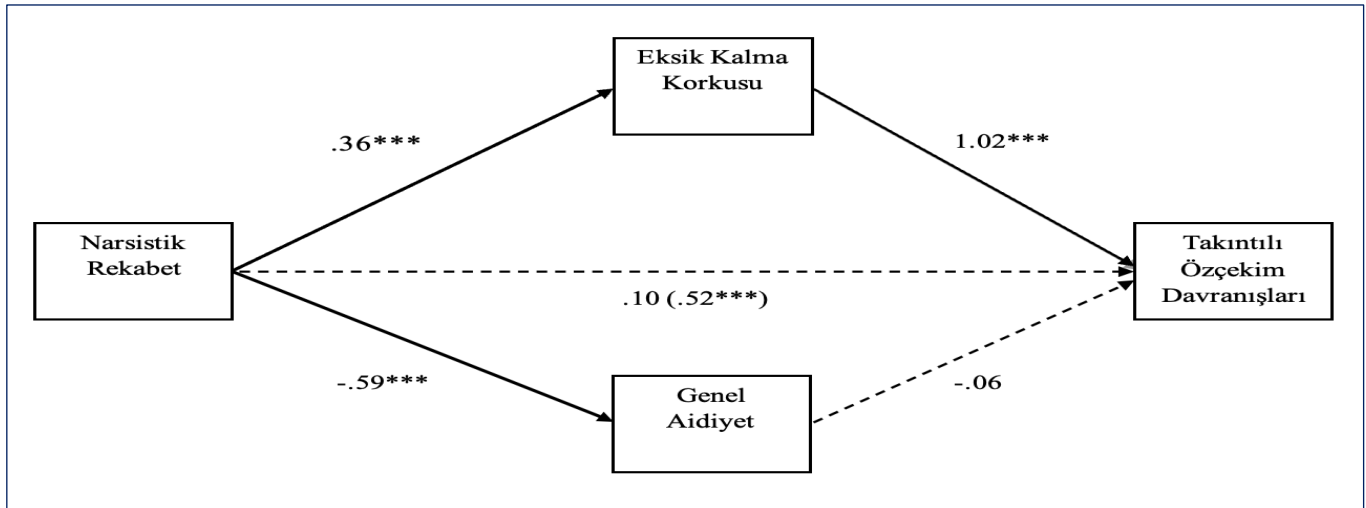 Eksik Kalma
Korkusu
.36***
1.02***
Narsistik
Rekabet
Takıntılı
Özçekim
Davranışları
.10 (.52***)
-.59***
-.06
Genel
Aidiyet